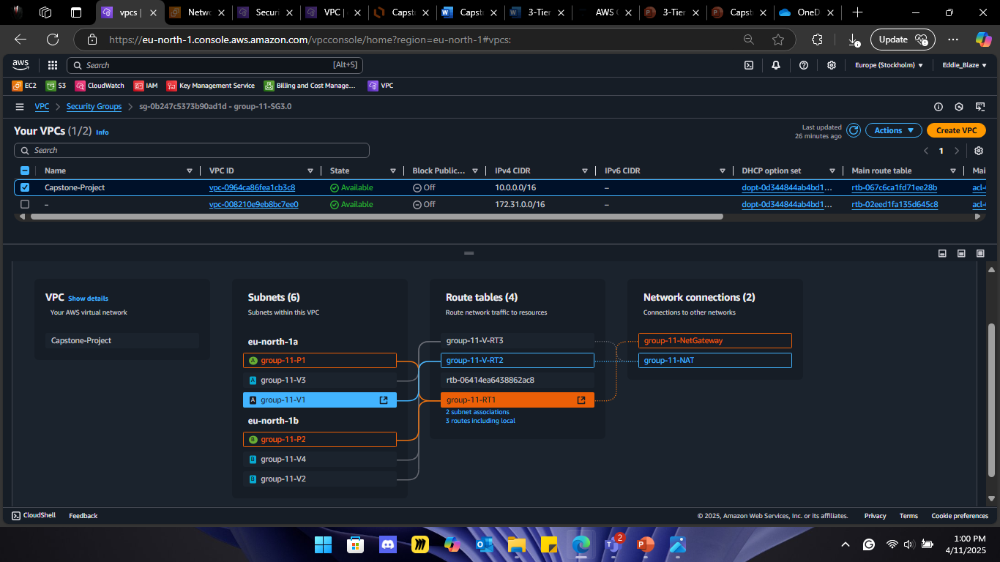 vpcs |
Netwo
Securi
VPC |
Capst
Capst
3-Tier
AWS C
3-Tier
Capst
OneD
https://eu-north-1.console.aws.amazon.com/vpcconsole/home?region=eu-north-1#vpcs:
Update
aws
Search
[Alt+S]
Europe (Stockholm)
Eddie_Blaze
EC2
S3
CloudWatch
IAM
Key Management Service
Billing and Cost Manage...
VPC
VPC
Security Groups
sg-0b247c5373b90ad1d - group-11-SG3.0
Your VPCs (1/2) Info
Last updated
26 minutes ago
Actions
Create VPC
Search
1
Name VPC ID State Block Public... IPv4 CIDR IPv6 CIDR DHCP option set Main route table Mai
Capstone-Project vpc-0964ca86fea1cb3c8 Available Off 10.0.0.0/16 – dopt-0d344844ab4bd1... rtb-067c6ca1fd71ee28b acl-
– vpc-008210e9eb8bc7ee0 Available Off 172.31.0.0/16 – dopt-0d344844ab4bd1... rtb-02eed1fa135d645c8 acl-
VPC Show details
Your AWS virtual network
Capstone-Project
Subnets (6)
Subnets within this VPC
eu-north-1a
A group-11-P1
A group-11-V3
A group-11-V1
eu-north-1b
B group-11-P2
B group-11-V4
B group-11-V2
Route tables (4)
Route network traffic to resources
group-11-V-RT3
group-11-V-RT2
rtb-06414ea6438862ac8
group-11-RT1
2 subnet associations
3 routes including local
Network connections (2)
Connections to other networks
group-11-NetGateway
group-11-NAT
CloudShell
Feedback
© 2025, Amazon Web Services, Inc. or its affiliates.
Privacy
Terms
Cookie preferences
2
1:00 PM
4/11/2025